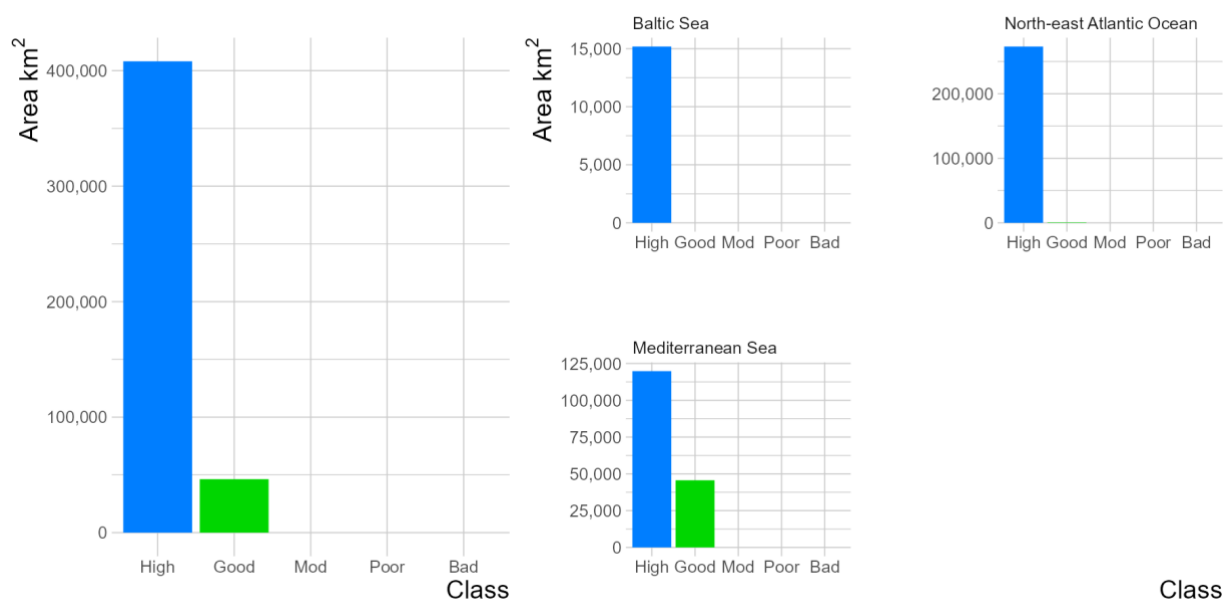 Area km²
400,000
300,000
200,000
100,000
0
High Good Mod Poor Bad
Class
Area km²
Baltic Sea
15,000
10,000
5,000
0
High Good Mod Poor Bad
North-east Atlantic Ocean
200,000
100,000
0
High Good Mod Poor Bad
Mediterranean Sea
125,000
100,000
75,000
50,000
25,000
0
High Good Mod Poor Bad
Class